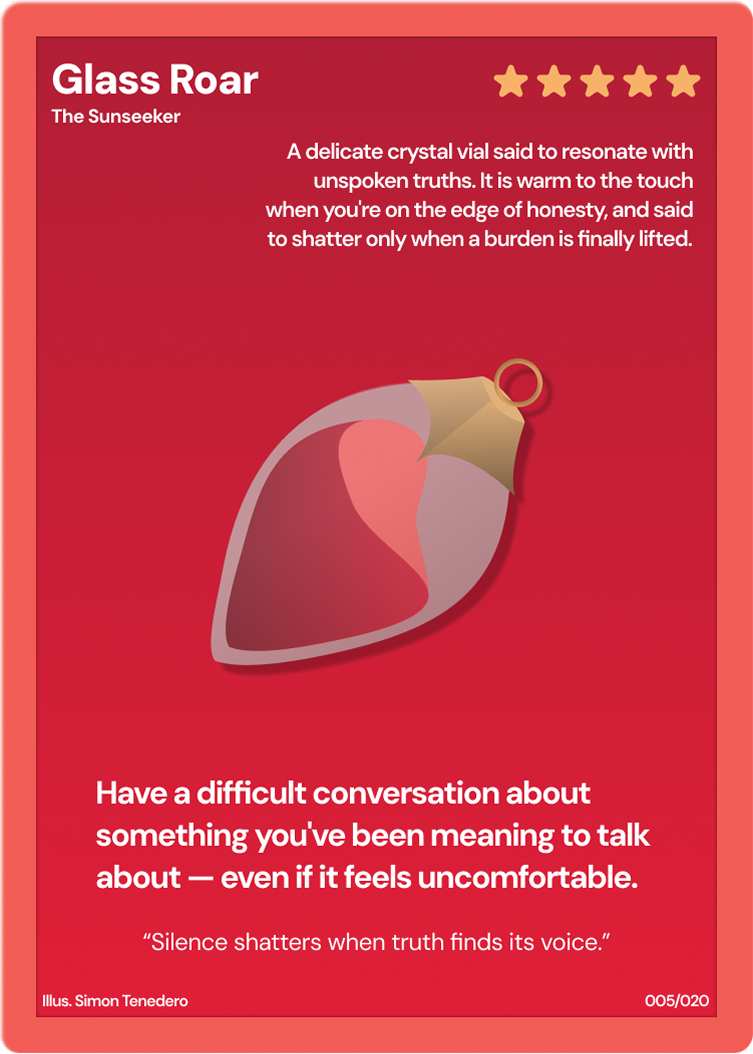 Glass Roar
The Sunseeker
A delicate crystal vial said to resonate with
unspoken truths. It is warm to the touch
when you're on the edge of honesty, and said
to shatter only when a burden is finally lifted.
Have a difficult conversation about
something you've been meaning to talk
about — even if it feels uncomfortable.
“Silence shatters when truth finds its voice.”
Illus. Simon Tenedero
005/020